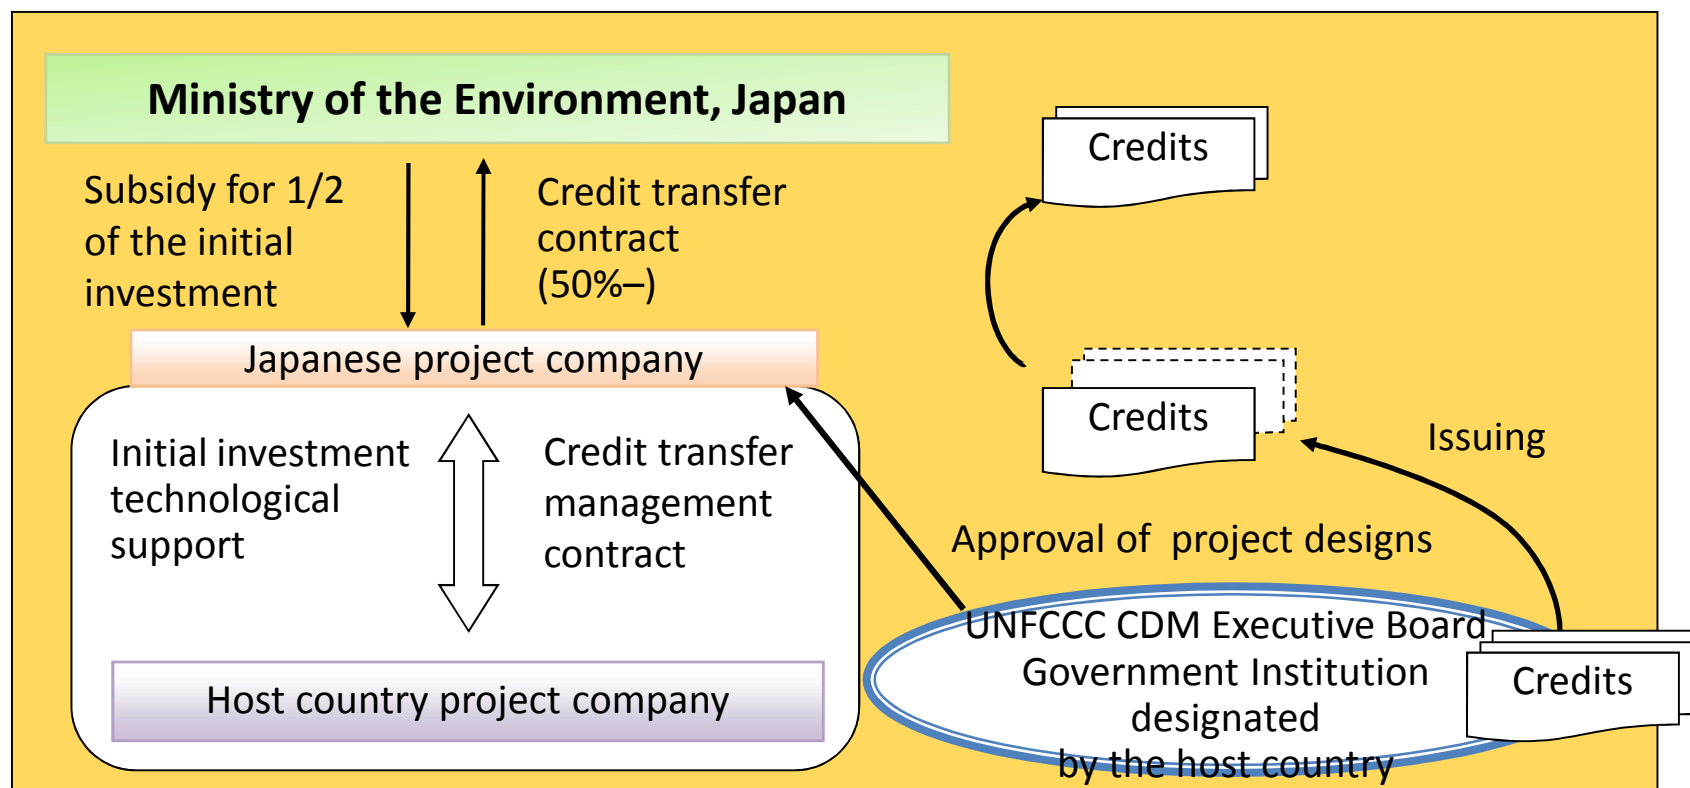 Ministry of the Environment, Japan
Subsidy for 1/2
of the initial
investment
Credit transfer
contract
(50%–)
Credits
Japanese project company
Credits
Issuing
Initial investment
technological
support
Credit transfer
management
contract
Approval of project designs
UNFCCC CDM Executive Board
Government Institution
designated
by the host country
Credits
Host country project company